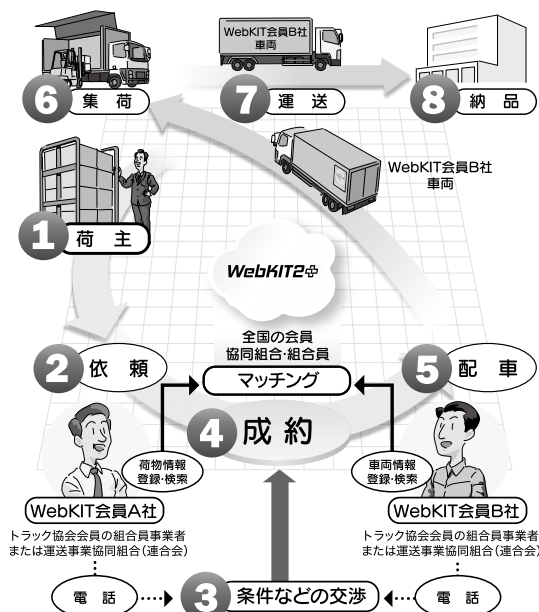 WebKIT会員B社
車両
6 集荷
7 運送
8 納品
WebKIT会員B社
車両
1 荷主
WebKIT2+
全国の会員
協同組合・組合員
マッチング
2 依頼
5 配車
4 成約
荷物情報
登録・検索
車両情報
登録・検索
WebKIT会員A社
トラック協会会員の組合員事業者
または運送事業協同組合（連合会）
WebKIT会員B社
トラック協会会員の組合員事業者
または運送事業協同組合（連合会）
電話
3 条件などの交渉
電話